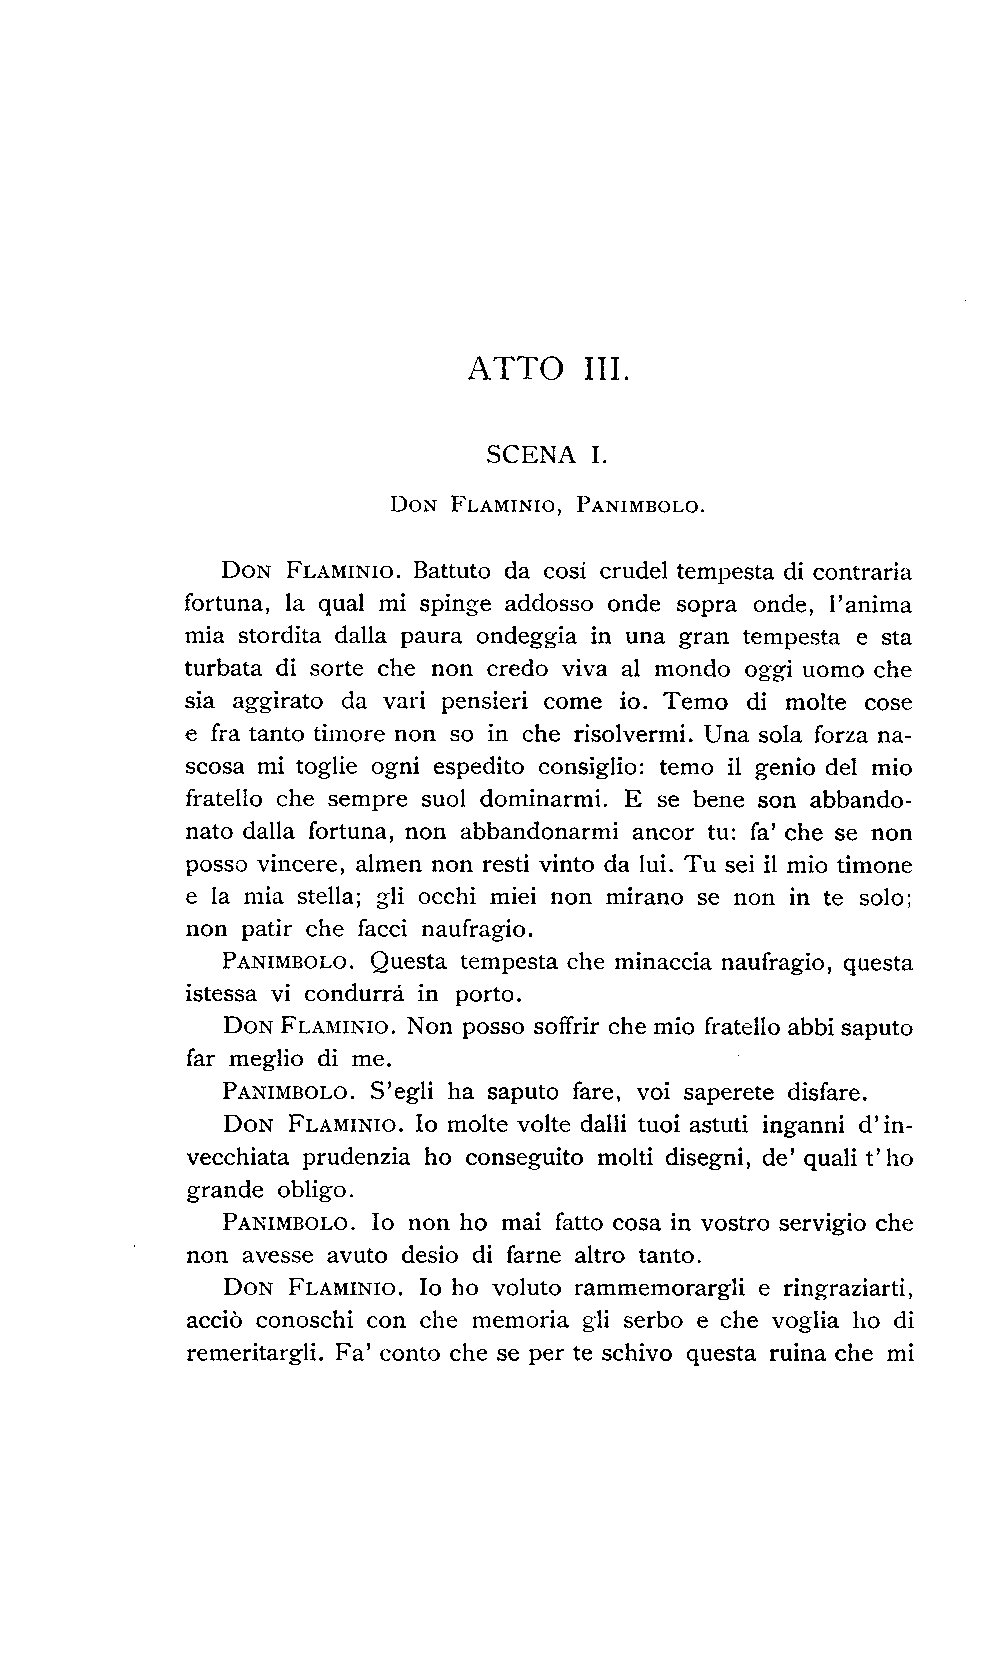 ATTO III.
SCENA I.
Don Flaminio, Panimbolo.
Don Flaminio. Battuto da cosi crudel tempesta di contraria
fortuna, la qual mi spinge addosso onde sopra onde, l'anima
mia stordita dalla paura ondeggia in una gran tempesta e sta
turbata di sorte che non credo viva al mondo oggi uomo che
sia aggirato da vari pensieri come io. Temo di molte cose
e fra tanto timore non so in che risolvermi. Una sola forza na-
scosa mi toglie ogni espedito consiglio: temo il genio del mio
fratello che sempre suol dominarmi. E se bene son abbando-
nato dalla fortuna, non abbandonarmi ancor tu: fa' che se non
posso vincere, almen non resti vinto da lui. Tu sei il mio timone
e la mia stella; gli occhi miei non mirano se non in te solo;
non patir che facci naufragio.
Panimbolo. Questa tempesta che minaccia naufragio, questa
istessa vi condurrá in porto.
Don Flaminio. Non posso soffrir che mio fratello abbi saputo
far meglio di me.
Panimbolo. S'egli ha saputo fare, voi saperete disfare.
Don Flaminio. Io molte volte dalli tuoi astuti inganni d'in-
vecchiata prudenzia ho conseguito molti disegni, de' quali t'ho
grande obligo.
Panimbolo. Io non ho mai fatto cosa in vostro servigio che
non avesse avuto desio di farne altro tanto.
Don Flaminio. Io ho voluto rammemorargli e ringraziarti,
acciò conoschi con che memoria gli serbo e che voglia ho di
remeritargli. Fa' conto che se per te schivo questa ruina che mi